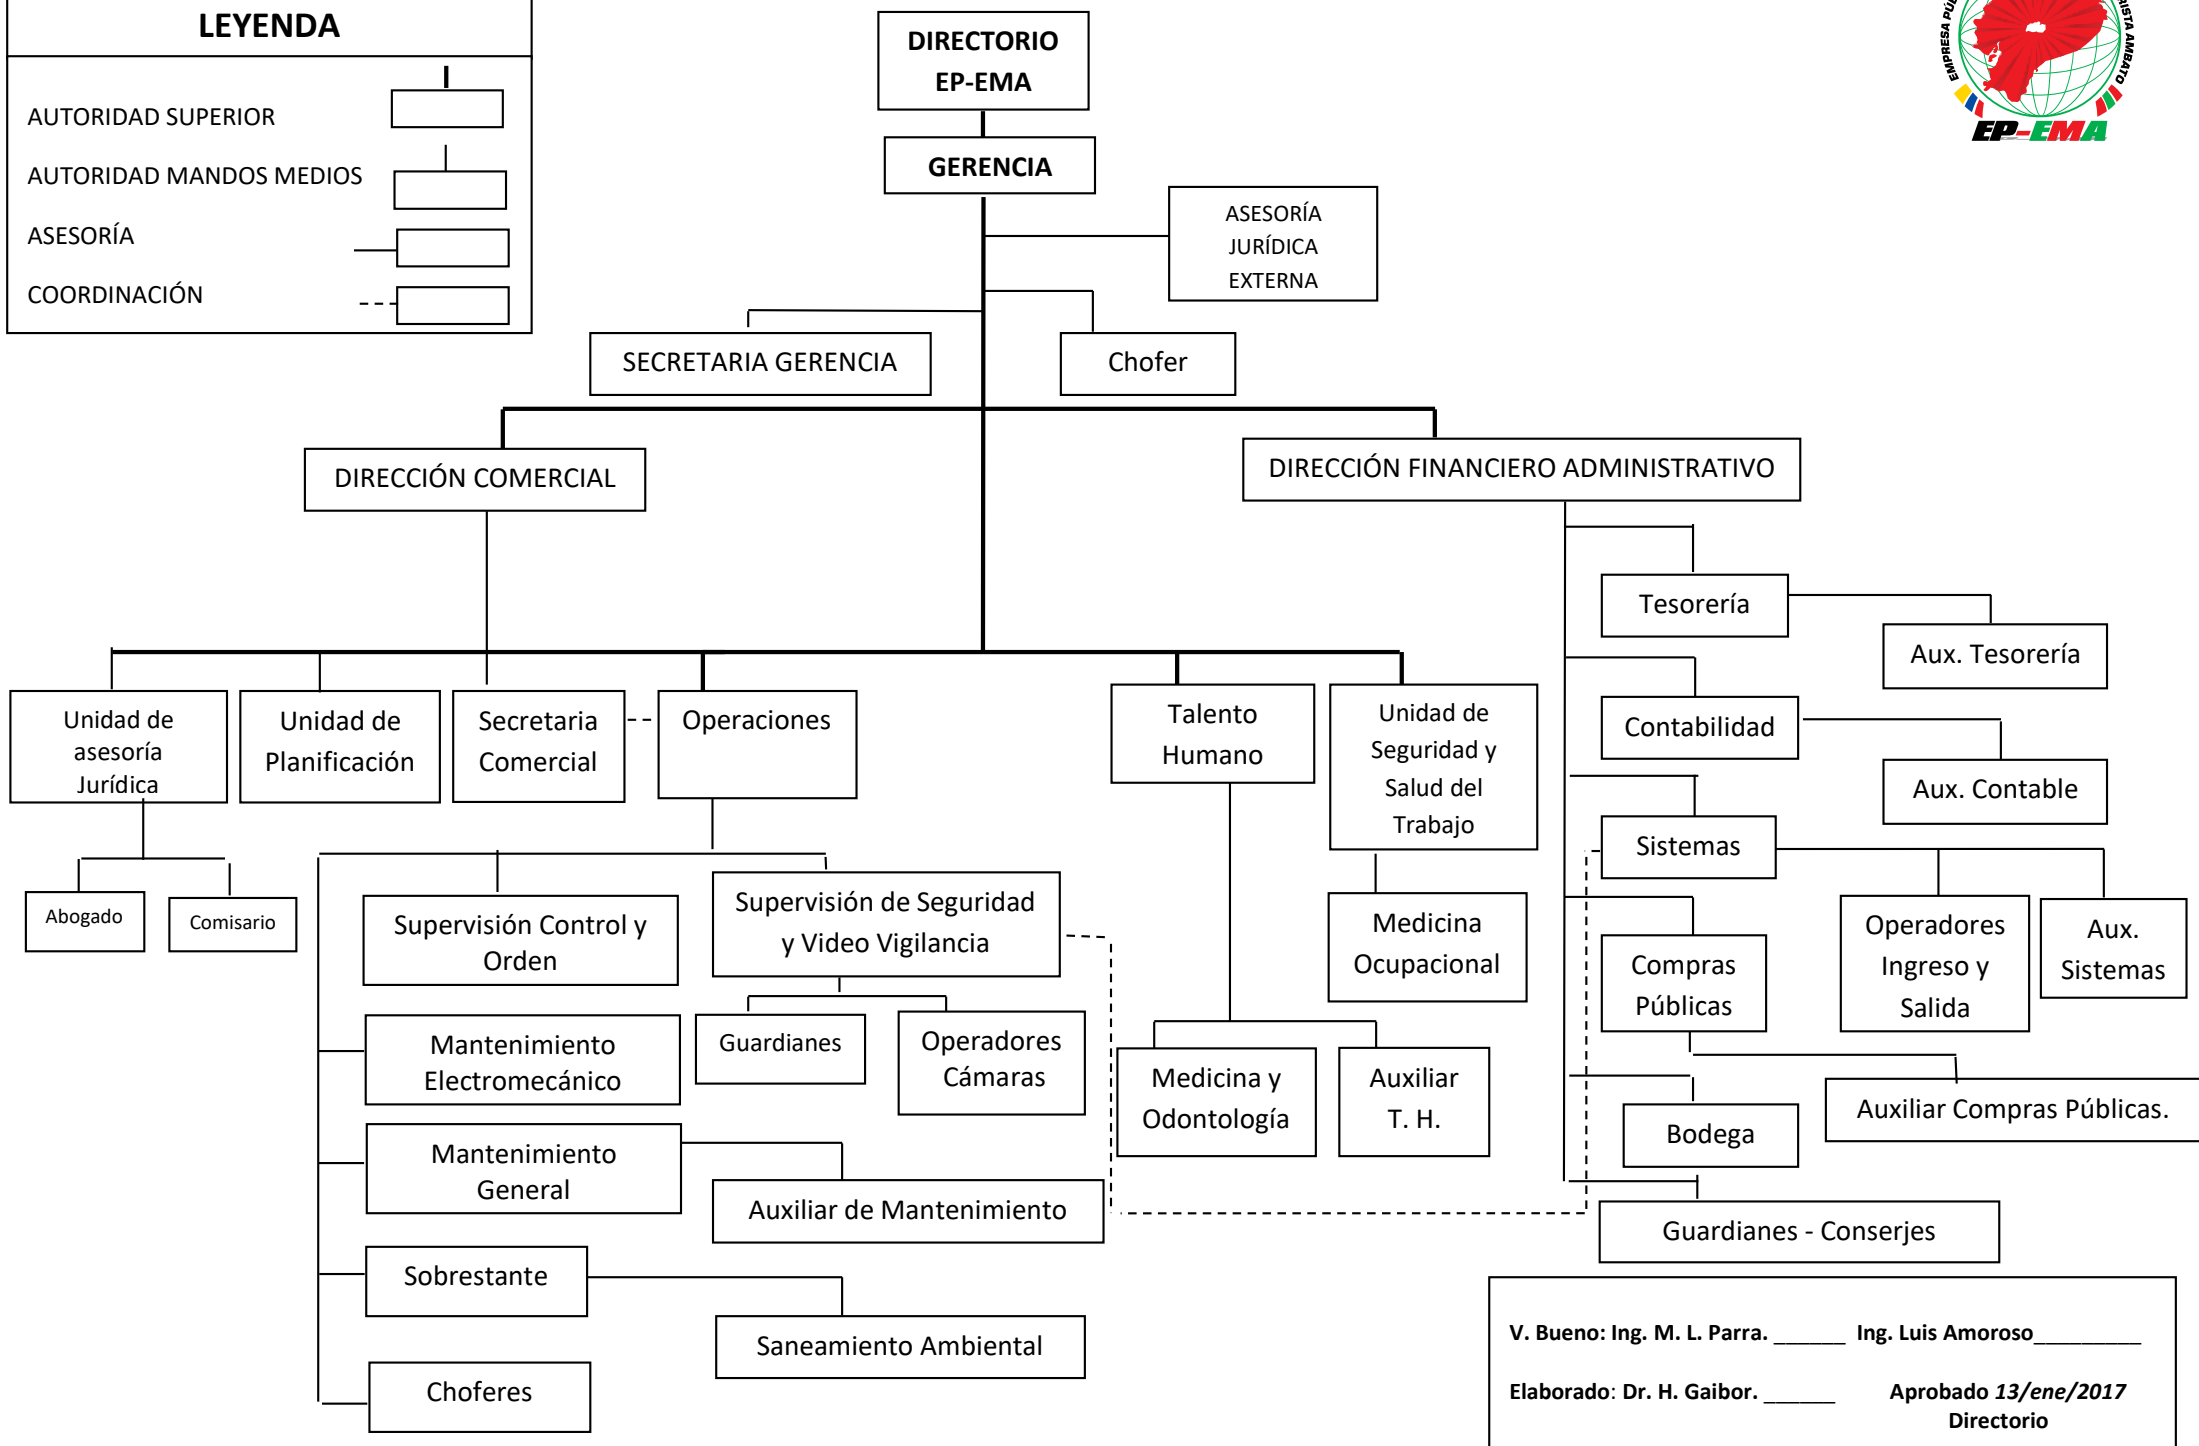 LEYENDA
AUTORIDAD SUPERIOR
AUTORIDAD MANDOS MEDIOS
ASESORÍA
COORDINACIÓN
DIRECTORIO
EP-EMA
GERENCIA
EMPRESA
AMBATO
EP-EMA
ASESORÍA
JURÍDICA
EXTERNA
SECRETARIA GERENCIA
Chofer
DIRECCIÓN COMERCIAL
DIRECCIÓN FINANCIERO ADMINISTRATIVO
Tesorería
Aux. Tesorería
Unidad de
asesoría
Jurídica
Unidad de
Planificación
Secretaria
Comercial
Operaciones
Talento
Humano
Unidad de
Seguridad y
Salud del
Trabajo
Contabilidad
Aux. Contable
Sistemas
Abogado
Comisario
Supervisión Control y
Orden
Supervisión de Seguridad
y Video Vigilancia
Medicina
Ocupacional
Compras
Públicas
Operadores
Ingreso y
Salida
Aux.
Sistemas
Mantenimiento
Electromecánico
Guardianes
Operadores
Cámaras
Medicina y
Odontología
Auxiliar
T. H.
Auxiliar Compras Públicas.
Bodega
Mantenimiento
General
Auxiliar de Mantenimiento
Guardianes - Conserjes
Sobrestante
Saneamiento Ambiental
Choferes
V. Bueno: Ing. M. L. Parra. ______ Ing. Luis Amoroso_________
Elaborado: Dr. H. Gaibor. ______ Aprobado 13/ene/2017
Directorio